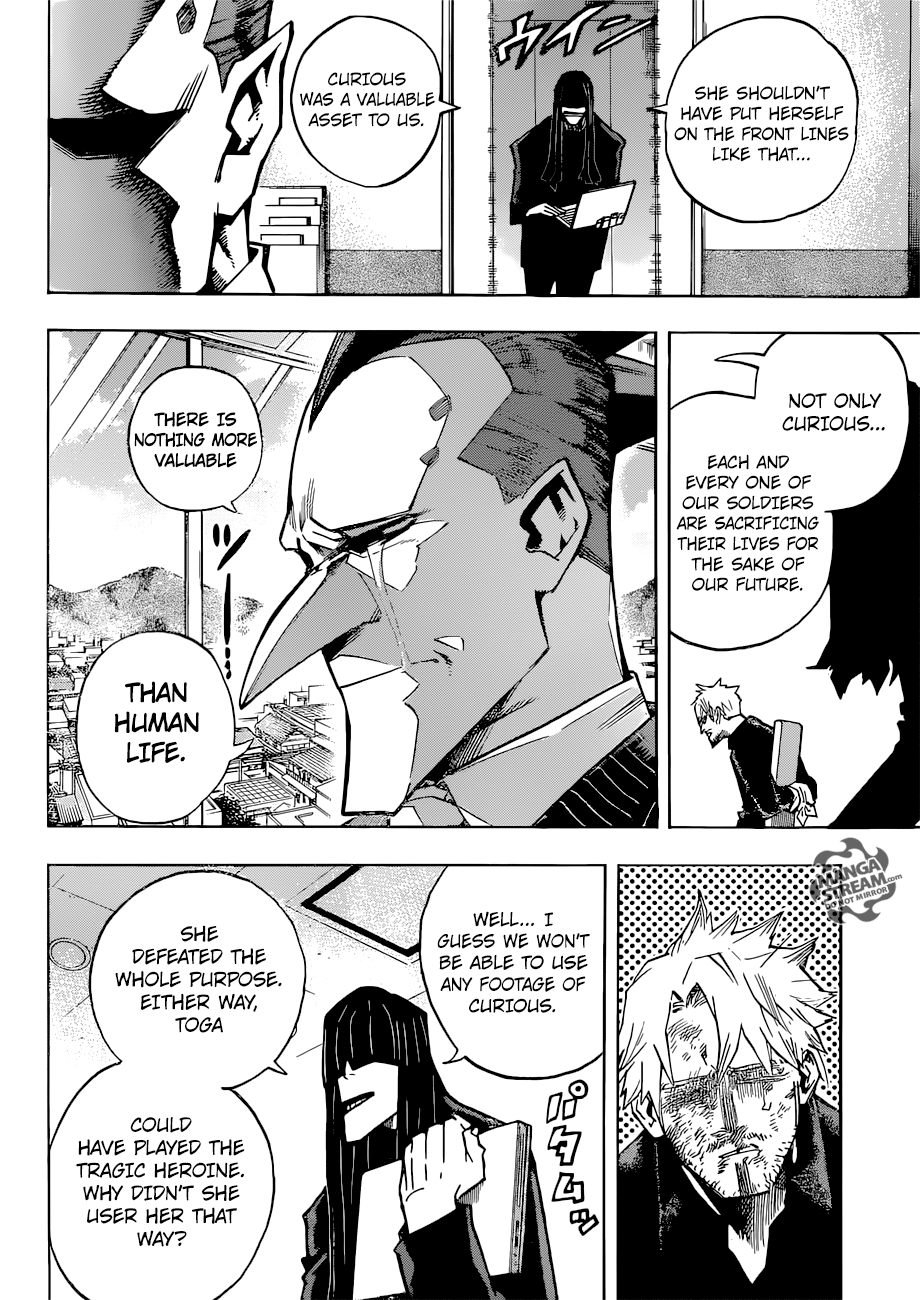 SHE SHOULDN'T
HAVE PUT HERSELF
ON THE FRONT LINES
LIKE THAT...
ウイーン
CURIOUS
WAS A VALUABLE
ASSET TO US.
NOT ONLY
CURIOUS...
EACH AND
EVERY ONE OF
OUR SOLDIERS
ARE SACRIFICING
THEIR LIVES FOR
THE SAKE OF
OUR FUTURE.
THERE IS
NOTHING MORE
VALUABLE
ツー…!
THAN
HUMAN
LIFE.
MANGA
STREAM.com
DO NOT MIRROR
WELL... I
GUESS WE WON'T
BE ABLE TO USE
ANY FOOTAGE OF
CURIOUS.
パタムッ
SHE
DEFEATED THE
WHOLE PURPOSE.
EITHER WAY,
TOGA
COULD
HAVE PLAYED THE
TRAGIC HEROINE.
WHY DIDN'T SHE
USER HER THAT
WAY?